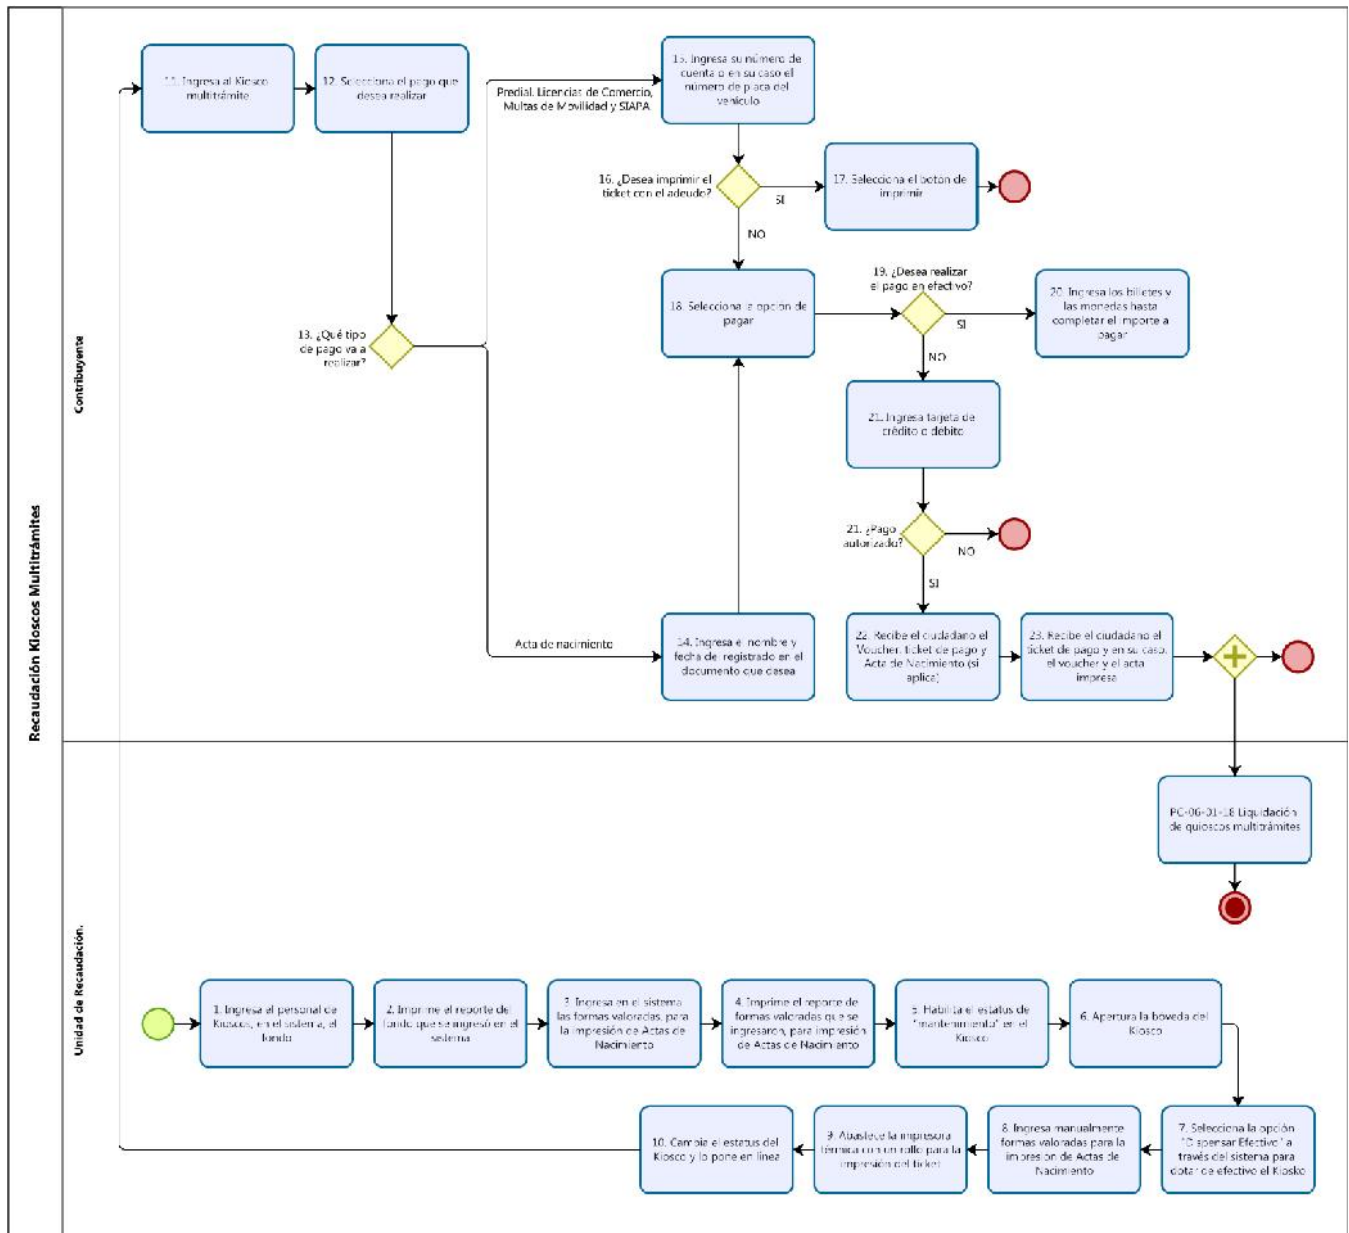 Recaudación Kioscos Multitrámites
Contribuyente
11. Ingresa al Kiosco
multitrámite
12. Selecciona el pago que
desea realizar
13. ¿Qué tipo
de pago va a
realizar?
Predial, Licencias de Comercio,
Multas de Movilidad y SIAPA
15. Ingresa su número de
cuenta o en su caso el
número de placa del
vehículo
16. ¿Desea imprimir el
ticket con el adeudo?
SI
NO
17. Selecciona el botón de
imprimir
18. Selecciona la opción de
pagar
19. ¿Desea realizar
el pago en efectivo?
SI
NO
20. Ingresa los billetes y
las monedas hasta
completar el importe a
pagar
21. Ingresa tarjeta de
crédito o débito
21. ¿Pago
autorizado?
NO
SI
Acta de nacimiento
14. Ingresa el nombre y
fecha del registrado en el
documento que desea
22. Recibe el ciudadano el
Voucher, ticket de pago y
Acta de Nacimiento (si
aplica)
23. Recibe el ciudadano el
ticket de pago y en su caso,
el voucher y el acta
impresa
Unidad de Recaudación.
PC-06-01-18 Liquidación
de quioscos multitrámites
1. Ingresa el personal de
Kioscos, en el sistema, el
fondo
2. Imprime el reporte del
fondo que se ingresó en el
sistema
3. Ingresa en el sistema
las formas valoradas, para
la impresión de Actas de
Nacimiento
4. Imprime el reporte de
formas valoradas que se
ingresaron, para impresión
de Actas de Nacimiento
5. Habilita el estatus de
"mantenimiento" en el
Kiosco
6. Apertura la boveda del
Kiosco
7. Selecciona la opción
"Dispensar Efectivo" a
través del sistema para
dotar de efectivo el Kiosko
8. Ingresa manualmente
formas valoradas para la
impresión de Actas de
Nacimiento
9. Abastece la impresora
térmica con un rollo para la
impresión del ticket
10. Cambia el estatus del
Kiosco y lo pone en línea